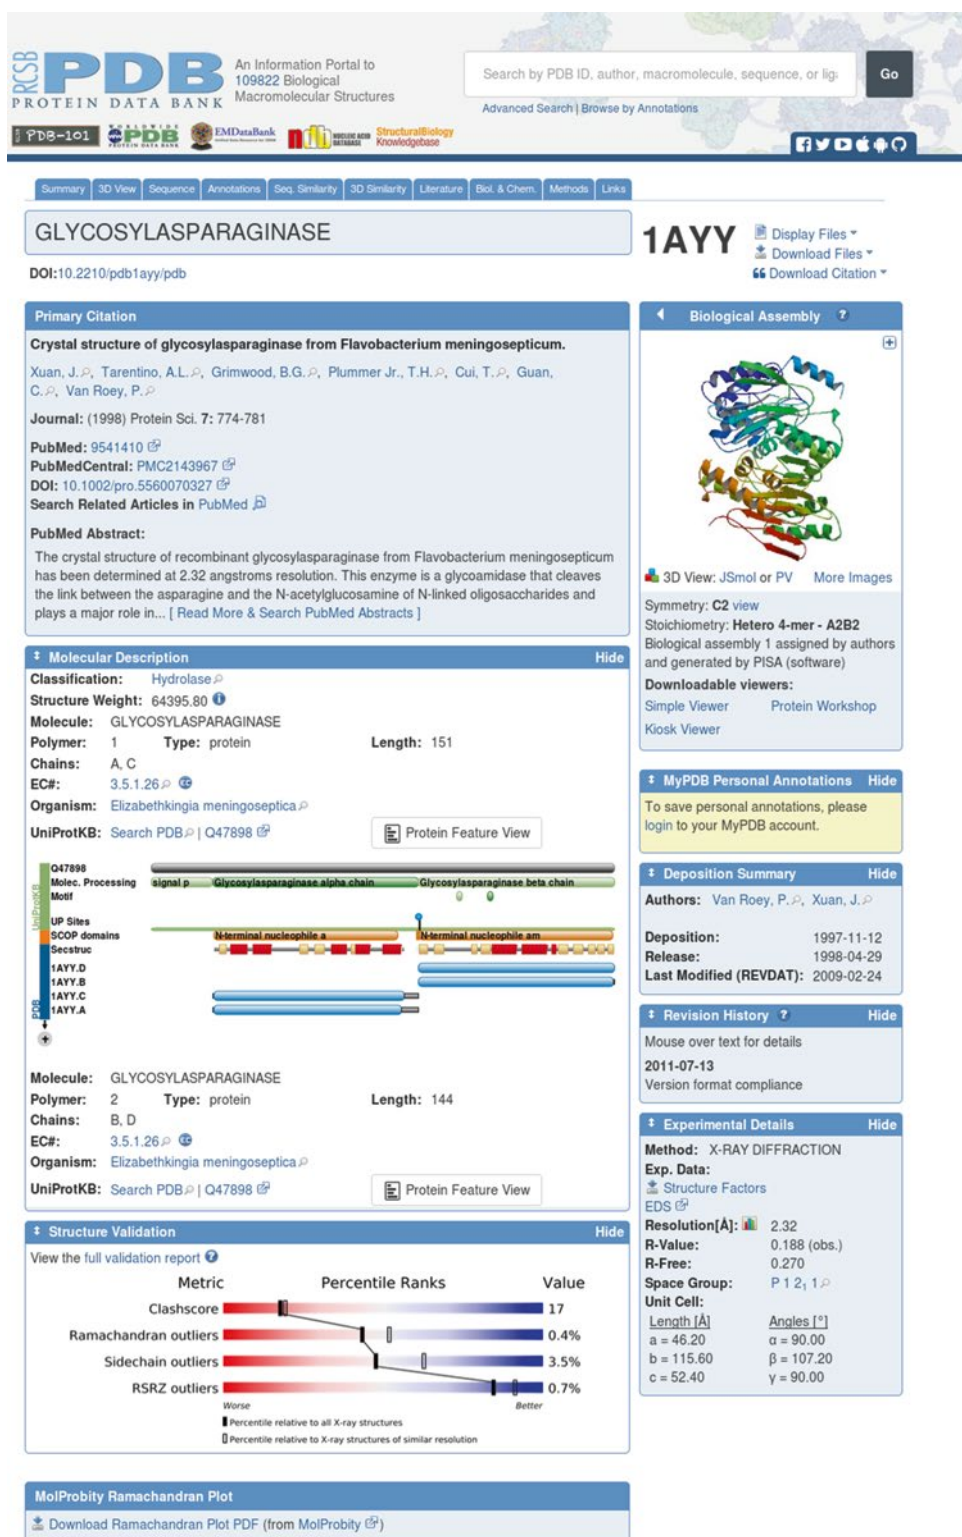 RCSB
PDB
PROTEIN DATA BANK
An Information Portal to
109822 Biological
Macromolecular Structures
Search by PDB ID, author, macromolecule, sequence, or liga
Go
Advanced Search | Browse by Annotations
PDB-101
WORLDWIDE
PDB
PROTEIN DATA BANK
EMDataBank
NUCLEIC ACID
DATABASE
StructuralBiology
Knowledgebase
Summary 3D View Sequence Annotations Seq. Similarity 3D Similarity Literature Biol. & Chem. Methods Links
GLYCOSYLASPARAGINASE
1AYY
Display Files
Download Files
Download Citation
DOI:10.2210/pdb1ayy/pdb
Primary Citation
Crystal structure of glycosylasparaginase from Flavobacterium meningosepticum.
Xuan, J., Tarentino, A.L., Grimwood, B.G., Plummer Jr., T.H., Cui, T., Guan,
C., Van Roey, P.
Journal: (1998) Protein Sci. 7: 774-781
PubMed: 9541410
PubMedCentral: PMC2143967
DOI: 10.1002/pro.5560070327
Search Related Articles in PubMed
PubMed Abstract:
The crystal structure of recombinant glycosylasparaginase from Flavobacterium meningosepticum
has been determined at 2.32 angstroms resolution. This enzyme is a glycoamidase that cleaves
the link between the asparagine and the N-acetylglucosamine of N-linked oligosaccharides and
plays a major role in... [ Read More & Search PubMed Abstracts ]
Molecular Description Hide
Classification: Hydrolase
Structure Weight: 64395.80
Molecule: GLYCOSYLASPARAGINASE
Polymer: 1 Type: protein Length: 151
Chains: A, C
EC#: 3.5.1.26
Organism: Elizabethkingia meningoseptica
UniProtKB: Search PDB | Q47898 Protein Feature View
UniProtKB
Q47898
Molec. Processing signal p Glycosylasparaginase alpha chain Glycosylasparaginase beta chain
Motif
UP Sites
SCOP domains N-terminal nucleophile a N-terminal nucleophile am
Secstruc
PDB
1AYY.D
1AYY.B
1AYY.C
1AYY.A
Molecule: GLYCOSYLASPARAGINASE
Polymer: 2 Type: protein Length: 144
Chains: B, D
EC#: 3.5.1.26
Organism: Elizabethkingia meningoseptica
UniProtKB: Search PDB | Q47898 Protein Feature View
Structure Validation Hide
View the full validation report
Metric Percentile Ranks Value
Clashscore 17
Ramachandran outliers 0.4%
Sidechain outliers 3.5%
RSRZ outliers 0.7%
Worse Better
Percentile relative to all X-ray structures
Percentile relative to X-ray structures of similar resolution
MolProbity Ramachandran Plot
Download Ramachandran Plot PDF (from MolProbity)
Biological Assembly ?
3D View: JSmol or PV More Images
Symmetry: C2 view
Stoichiometry: Hetero 4-mer - A2B2
Biological assembly 1 assigned by authors
and generated by PISA (software)
Downloadable viewers:
Simple Viewer Protein Workshop
Kiosk Viewer
MyPDB Personal Annotations Hide
To save personal annotations, please
login to your MyPDB account.
Deposition Summary Hide
Authors: Van Roey, P., Xuan, J.
Deposition: 1997-11-12
Release: 1998-04-29
Last Modified (REVDAT): 2009-02-24
Revision History ? Hide
Mouse over text for details
2011-07-13
Version format compliance
Experimental Details Hide
Method: X-RAY DIFFRACTION
Exp. Data:
Structure Factors
EDS
Resolution[Å]: 2.32
R-Value: 0.188 (obs.)
R-Free: 0.270
Space Group: P 1 2₁ 1
Unit Cell:
Length [Å] Angles [°]
a = 46.20 α = 90.00
b = 115.60 β = 107.20
c = 52.40 γ = 90.00